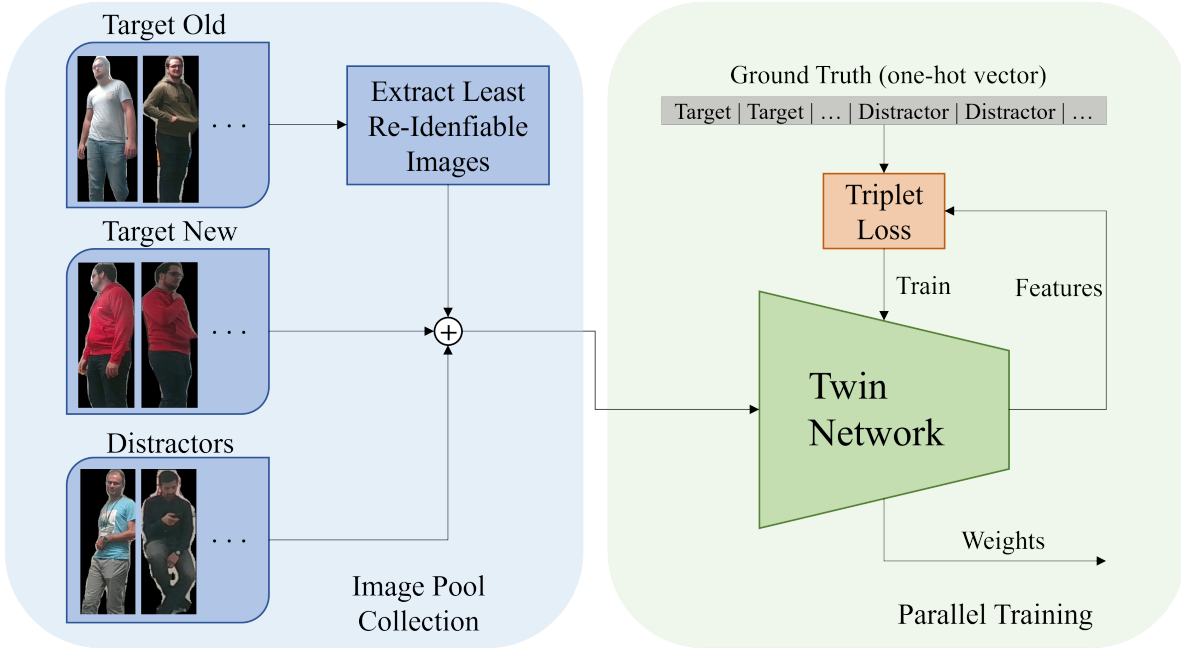 Target Old
. . .
Extract Least
Re-Idenfiable
Images
Target New
. . .
+
Distractors
. . .
Image Pool
Collection
Ground Truth (one-hot vector)
Target | Target | … | Distractor | Distractor | …
Triplet
Loss
Train
Features
Twin
Network
Weights
Parallel Training